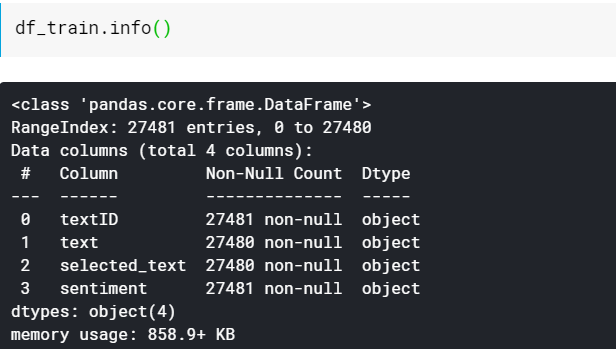 df_train.info()
<class 'pandas.core.frame.DataFrame'>
RangeIndex: 27481 entries, 0 to 27480
Data columns (total 4 columns):
 #   Column         Non-Null Count  Dtype
---  ------         --------------  -----
 0   textID         27481 non-null  object
 1   text           27480 non-null  object
 2   selected_text  27480 non-null  object
 3   sentiment      27481 non-null  object
dtypes: object(4)
memory usage: 858.9+ KB